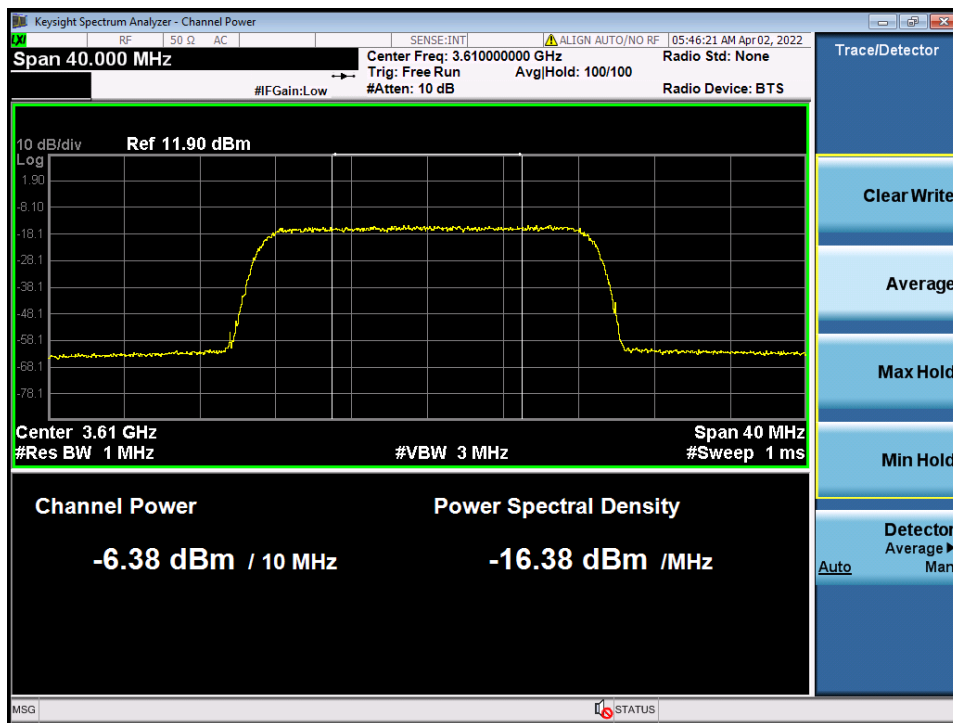 Keysight Spectrum Analyzer - Channel Power
LXI
RF
50 Ω
AC
SENSE:INT
ALIGN AUTO/NO RF
05:46:21 AM Apr 02, 2022
Span 40.000 MHz
#IFGain:Low
Center Freq: 3.610000000 GHz
Trig: Free Run
Avg|Hold: 100/100
#Atten: 10 dB
Radio Std: None
Radio Device: BTS
10 dB/div
Ref 11.90 dBm
Log
1.90
-8.10
-18.1
-28.1
-38.1
-48.1
-58.1
-68.1
-78.1
Center 3.61 GHz
Span 40 MHz
#Res BW 1 MHz
#VBW 3 MHz
#Sweep 1 ms
Channel Power
Power Spectral Density
-6.38 dBm / 10 MHz
-16.38 dBm /MHz
MSG
STATUS
Trace/Detector
Clear Write
Average
Max Hold
Min Hold
Detector
Average
Auto
Man